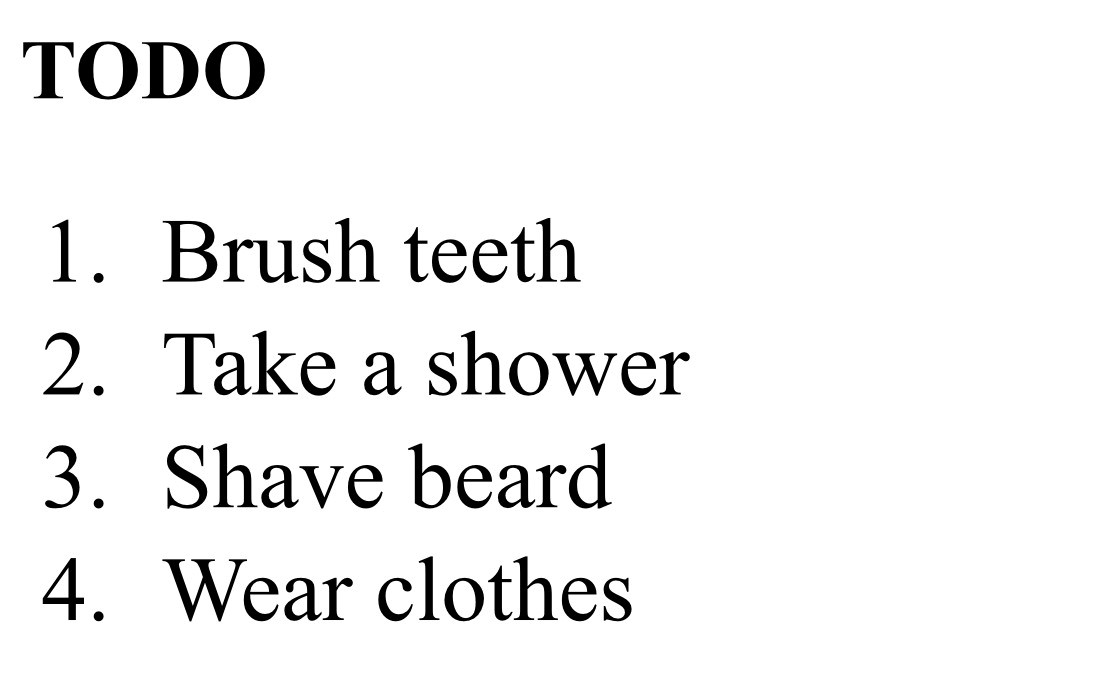 TODO
1. Brush teeth
2. Take a shower
3. Shave beard
4. Wear clothes